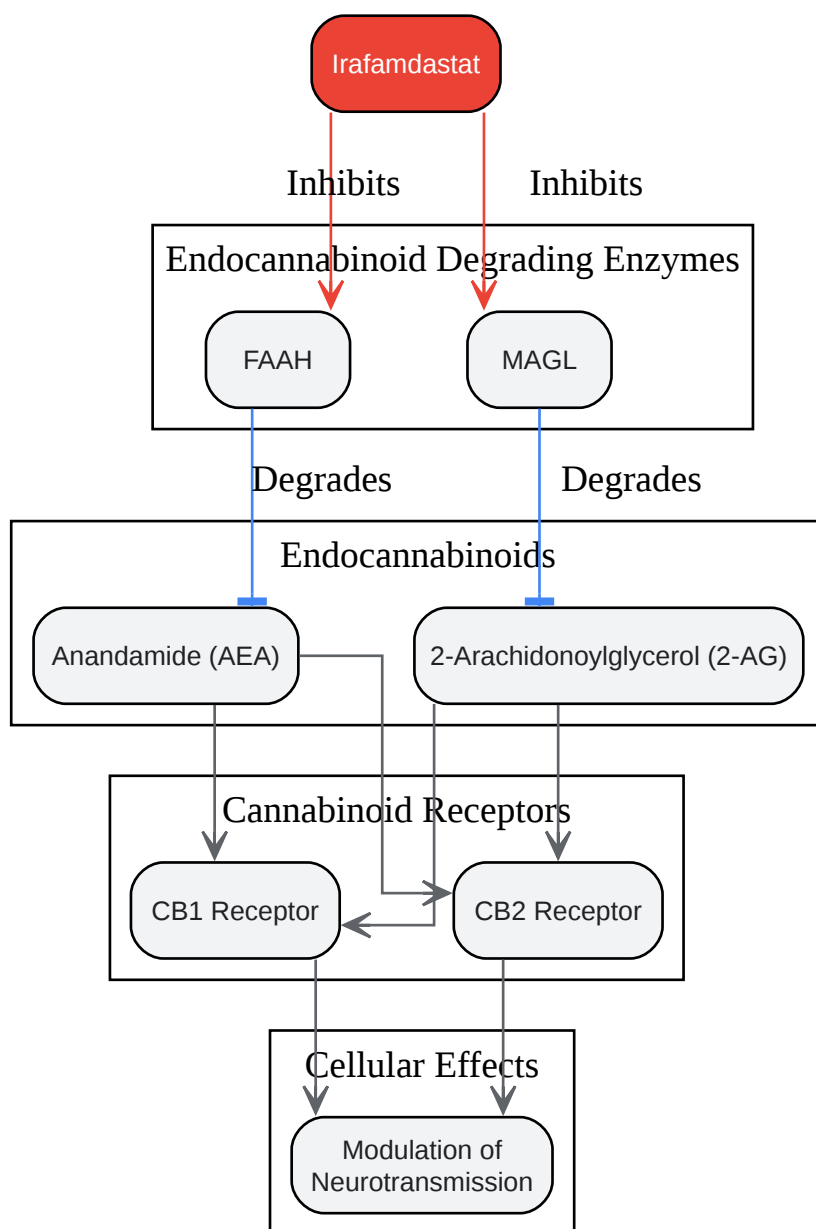 Irafamdastat
Inhibits
Inhibits
Endocannabinoid Degrading Enzymes
FAAH
MAGL
Degrades
Degrades
Endocannabinoids
Anandamide (AEA)
2-Arachidonoylglycerol (2-AG)
Cannabinoid Receptors
CB1 Receptor
CB2 Receptor
Cellular Effects
Modulation of
Neurotransmission